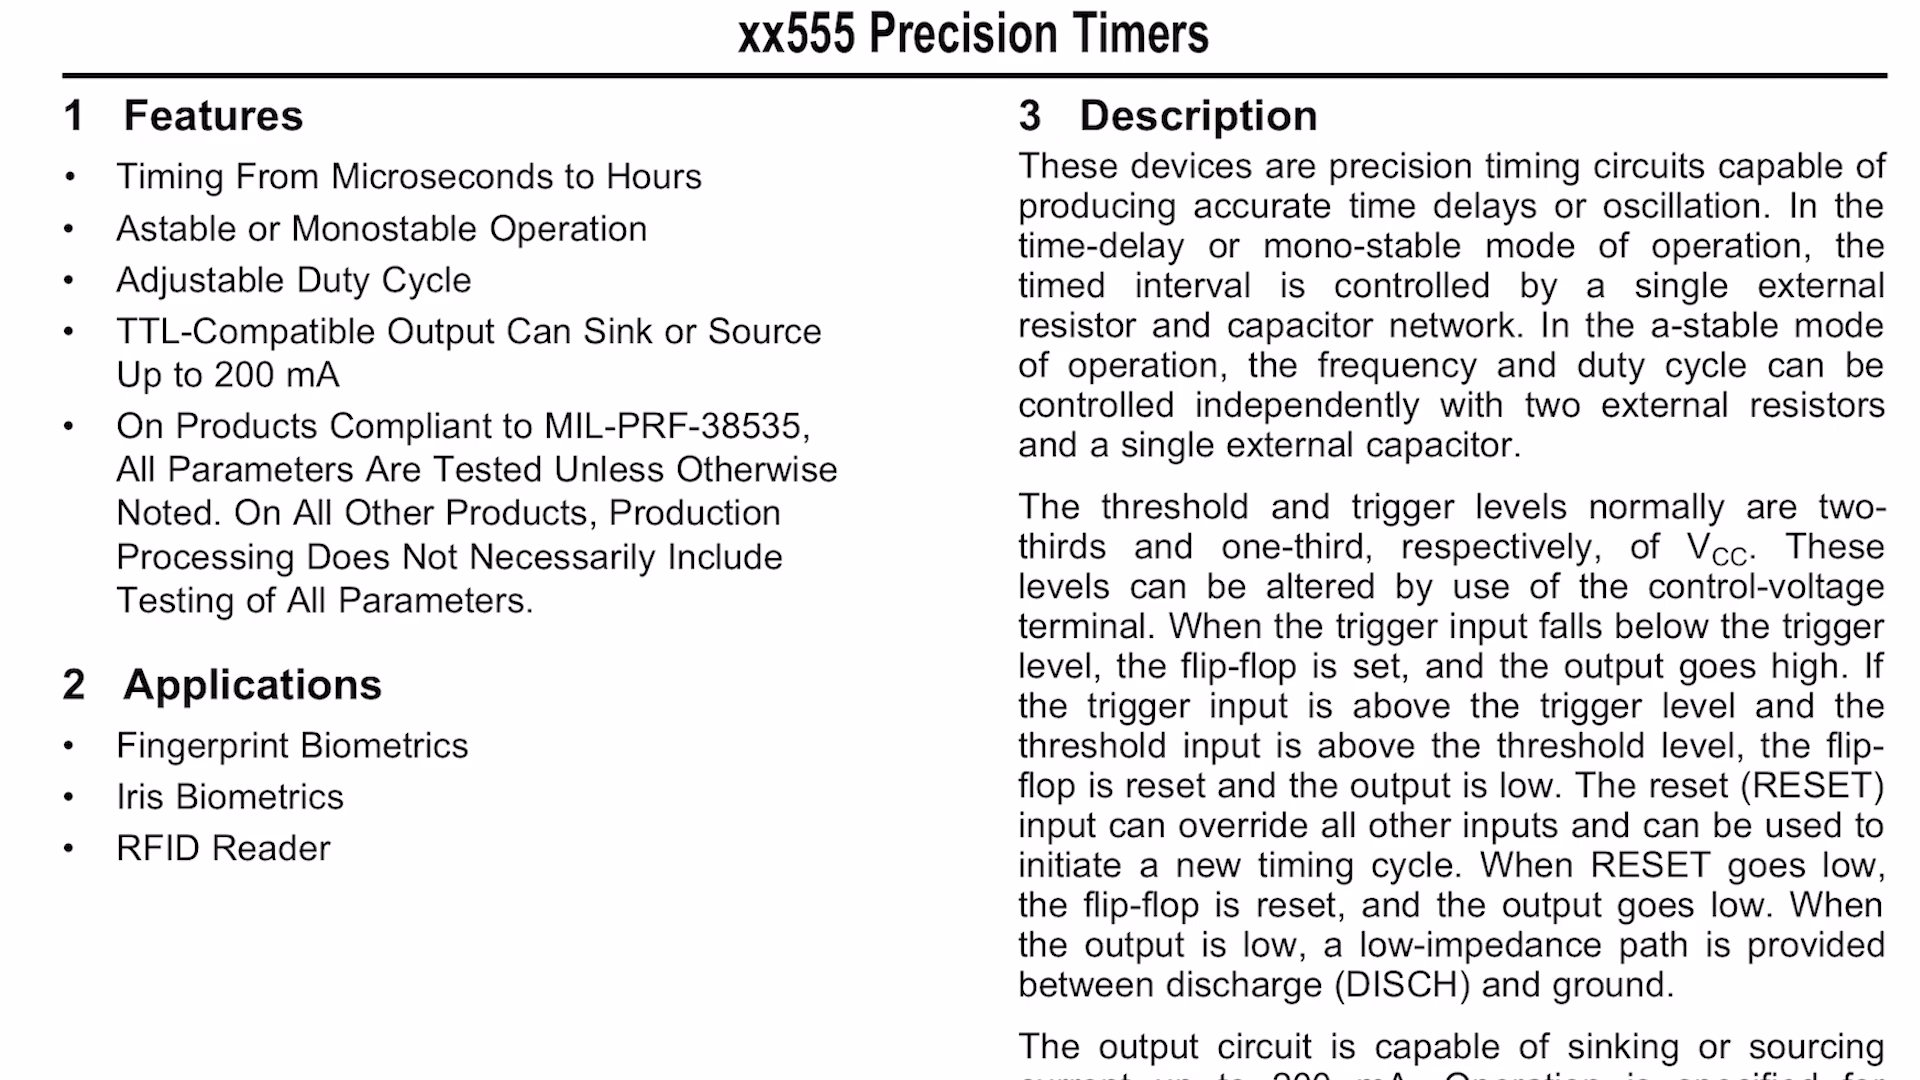 xx555 Precision Timers
1 Features
• Timing From Microseconds to Hours
• Astable or Monostable Operation
• Adjustable Duty Cycle
• TTL-Compatible Output Can Sink or Source
Up to 200 mA
• On Products Compliant to MIL-PRF-38535,
All Parameters Are Tested Unless Otherwise
Noted. On All Other Products, Production
Processing Does Not Necessarily Include
Testing of All Parameters.
2 Applications
• Fingerprint Biometrics
• Iris Biometrics
• RFID Reader
3 Description
These devices are precision timing circuits capable of
producing accurate time delays or oscillation. In the
time-delay or mono-stable mode of operation, the
timed interval is controlled by a single external
resistor and capacitor network. In the a-stable mode
of operation, the frequency and duty cycle can be
controlled independently with two external resistors
and a single external capacitor.
The threshold and trigger levels normally are two-
thirds and one-third, respectively, of VCC. These
levels can be altered by use of the control-voltage
terminal. When the trigger input falls below the trigger
level, the flip-flop is set, and the output goes high. If
the trigger input is above the trigger level and the
threshold input is above the threshold level, the flip-
flop is reset and the output is low. The reset (RESET)
input can override all other inputs and can be used to
initiate a new timing cycle. When RESET goes low,
the flip-flop is reset, and the output goes low. When
the output is low, a low-impedance path is provided
between discharge (DISCH) and ground.
The output circuit is capable of sinking or sourcing
current up to 200 mA. Operation is specified for